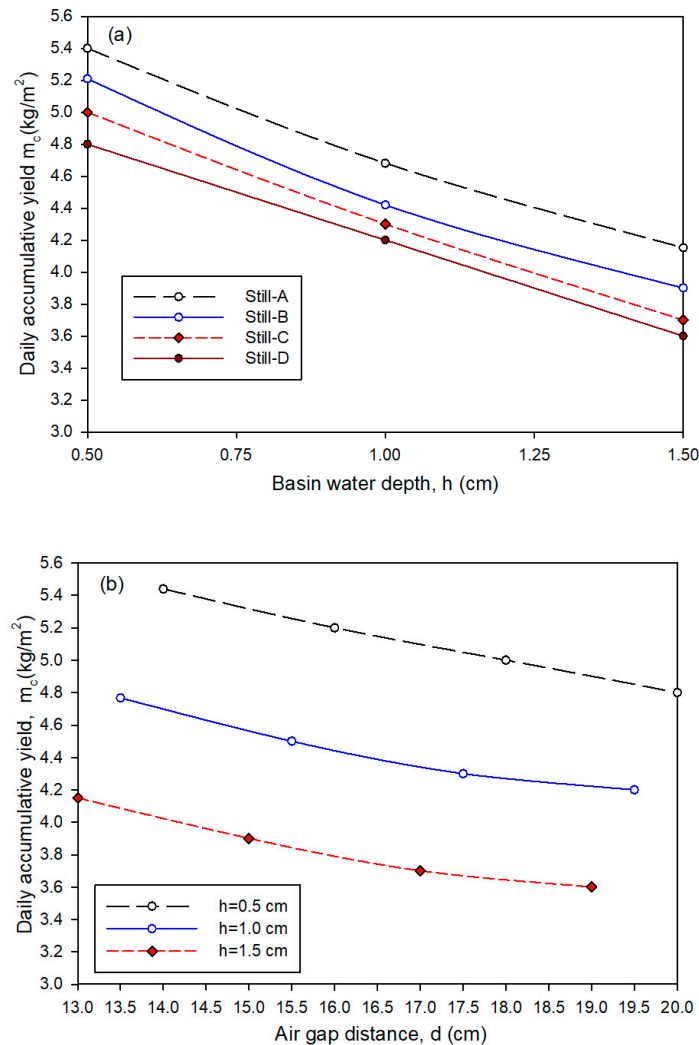 (a)
Daily accumulative yield m_c(kg/m²)
5.6
5.4
5.2
5.0
4.8
4.6
4.4
4.2
4.0
3.8
3.6
3.4
3.2
3.0
Still-A
Still-B
Still-C
Still-D
0.50 0.75 1.00 1.25 1.50
Basin water depth, h (cm)
(b)
Daily accumulative yield, m_c(kg/m²)
5.6
5.4
5.2
5.0
4.8
4.6
4.4
4.2
4.0
3.8
3.6
3.4
3.2
3.0
h=0.5 cm
h=1.0 cm
h=1.5 cm
13.0 13.5 14.0 14.5 15.0 15.5 16.0 16.5 17.0 17.5 18.0 18.5 19.0 19.5 20.0
Air gap distance, d (cm)